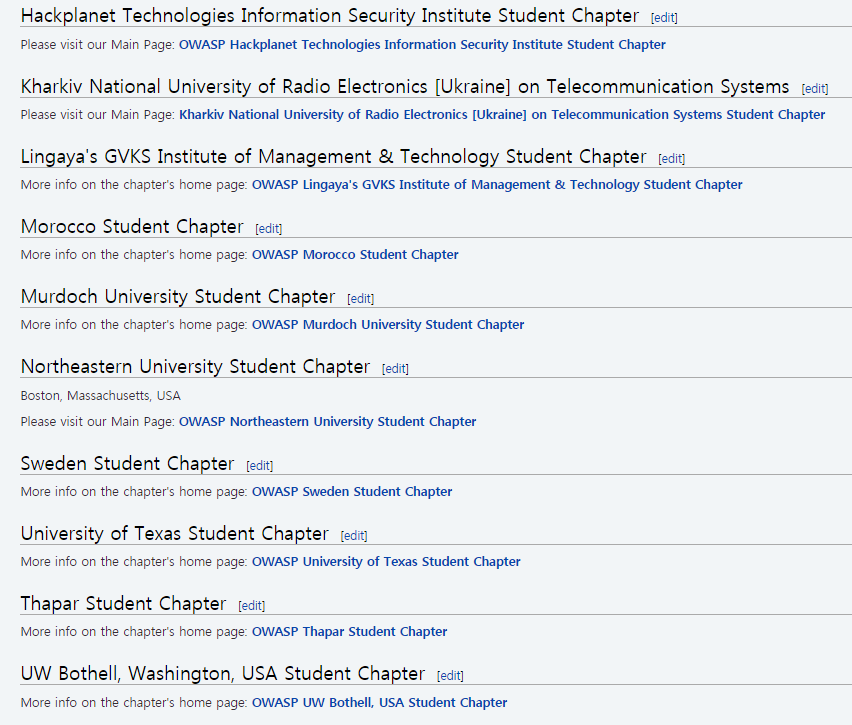 Hackplanet Technologies Information Security Institute Student Chapter [edit]
Please visit our Main Page: OWASP Hackplanet Technologies Information Security Institute Student Chapter
Kharkiv National University of Radio Electronics [Ukraine] on Telecommunication Systems [edit]
Please visit our Main Page: Kharkiv National University of Radio Electronics [Ukraine] on Telecommunication Systems Student Chapter
Lingaya's GVKS Institute of Management & Technology Student Chapter [edit]
More info on the chapter's home page: OWASP Lingaya's GVKS Institute of Management & Technology Student Chapter
Morocco Student Chapter [edit]
More info on the chapter's home page: OWASP Morocco Student Chapter
Murdoch University Student Chapter [edit]
More info on the chapter's home page: OWASP Murdoch University Student Chapter
Northeastern University Student Chapter [edit]
Boston, Massachusetts, USA
Please visit our Main Page: OWASP Northeastern University Student Chapter
Sweden Student Chapter [edit]
More info on the chapter's home page: OWASP Sweden Student Chapter
University of Texas Student Chapter [edit]
More info on the chapter's home page: OWASP University of Texas Student Chapter
Thapar Student Chapter [edit]
More info on the chapter's home page: OWASP Thapar Student Chapter
UW Bothell, Washington, USA Student Chapter [edit]
More info on the chapter's home page: OWASP UW Bothell, USA Student Chapter